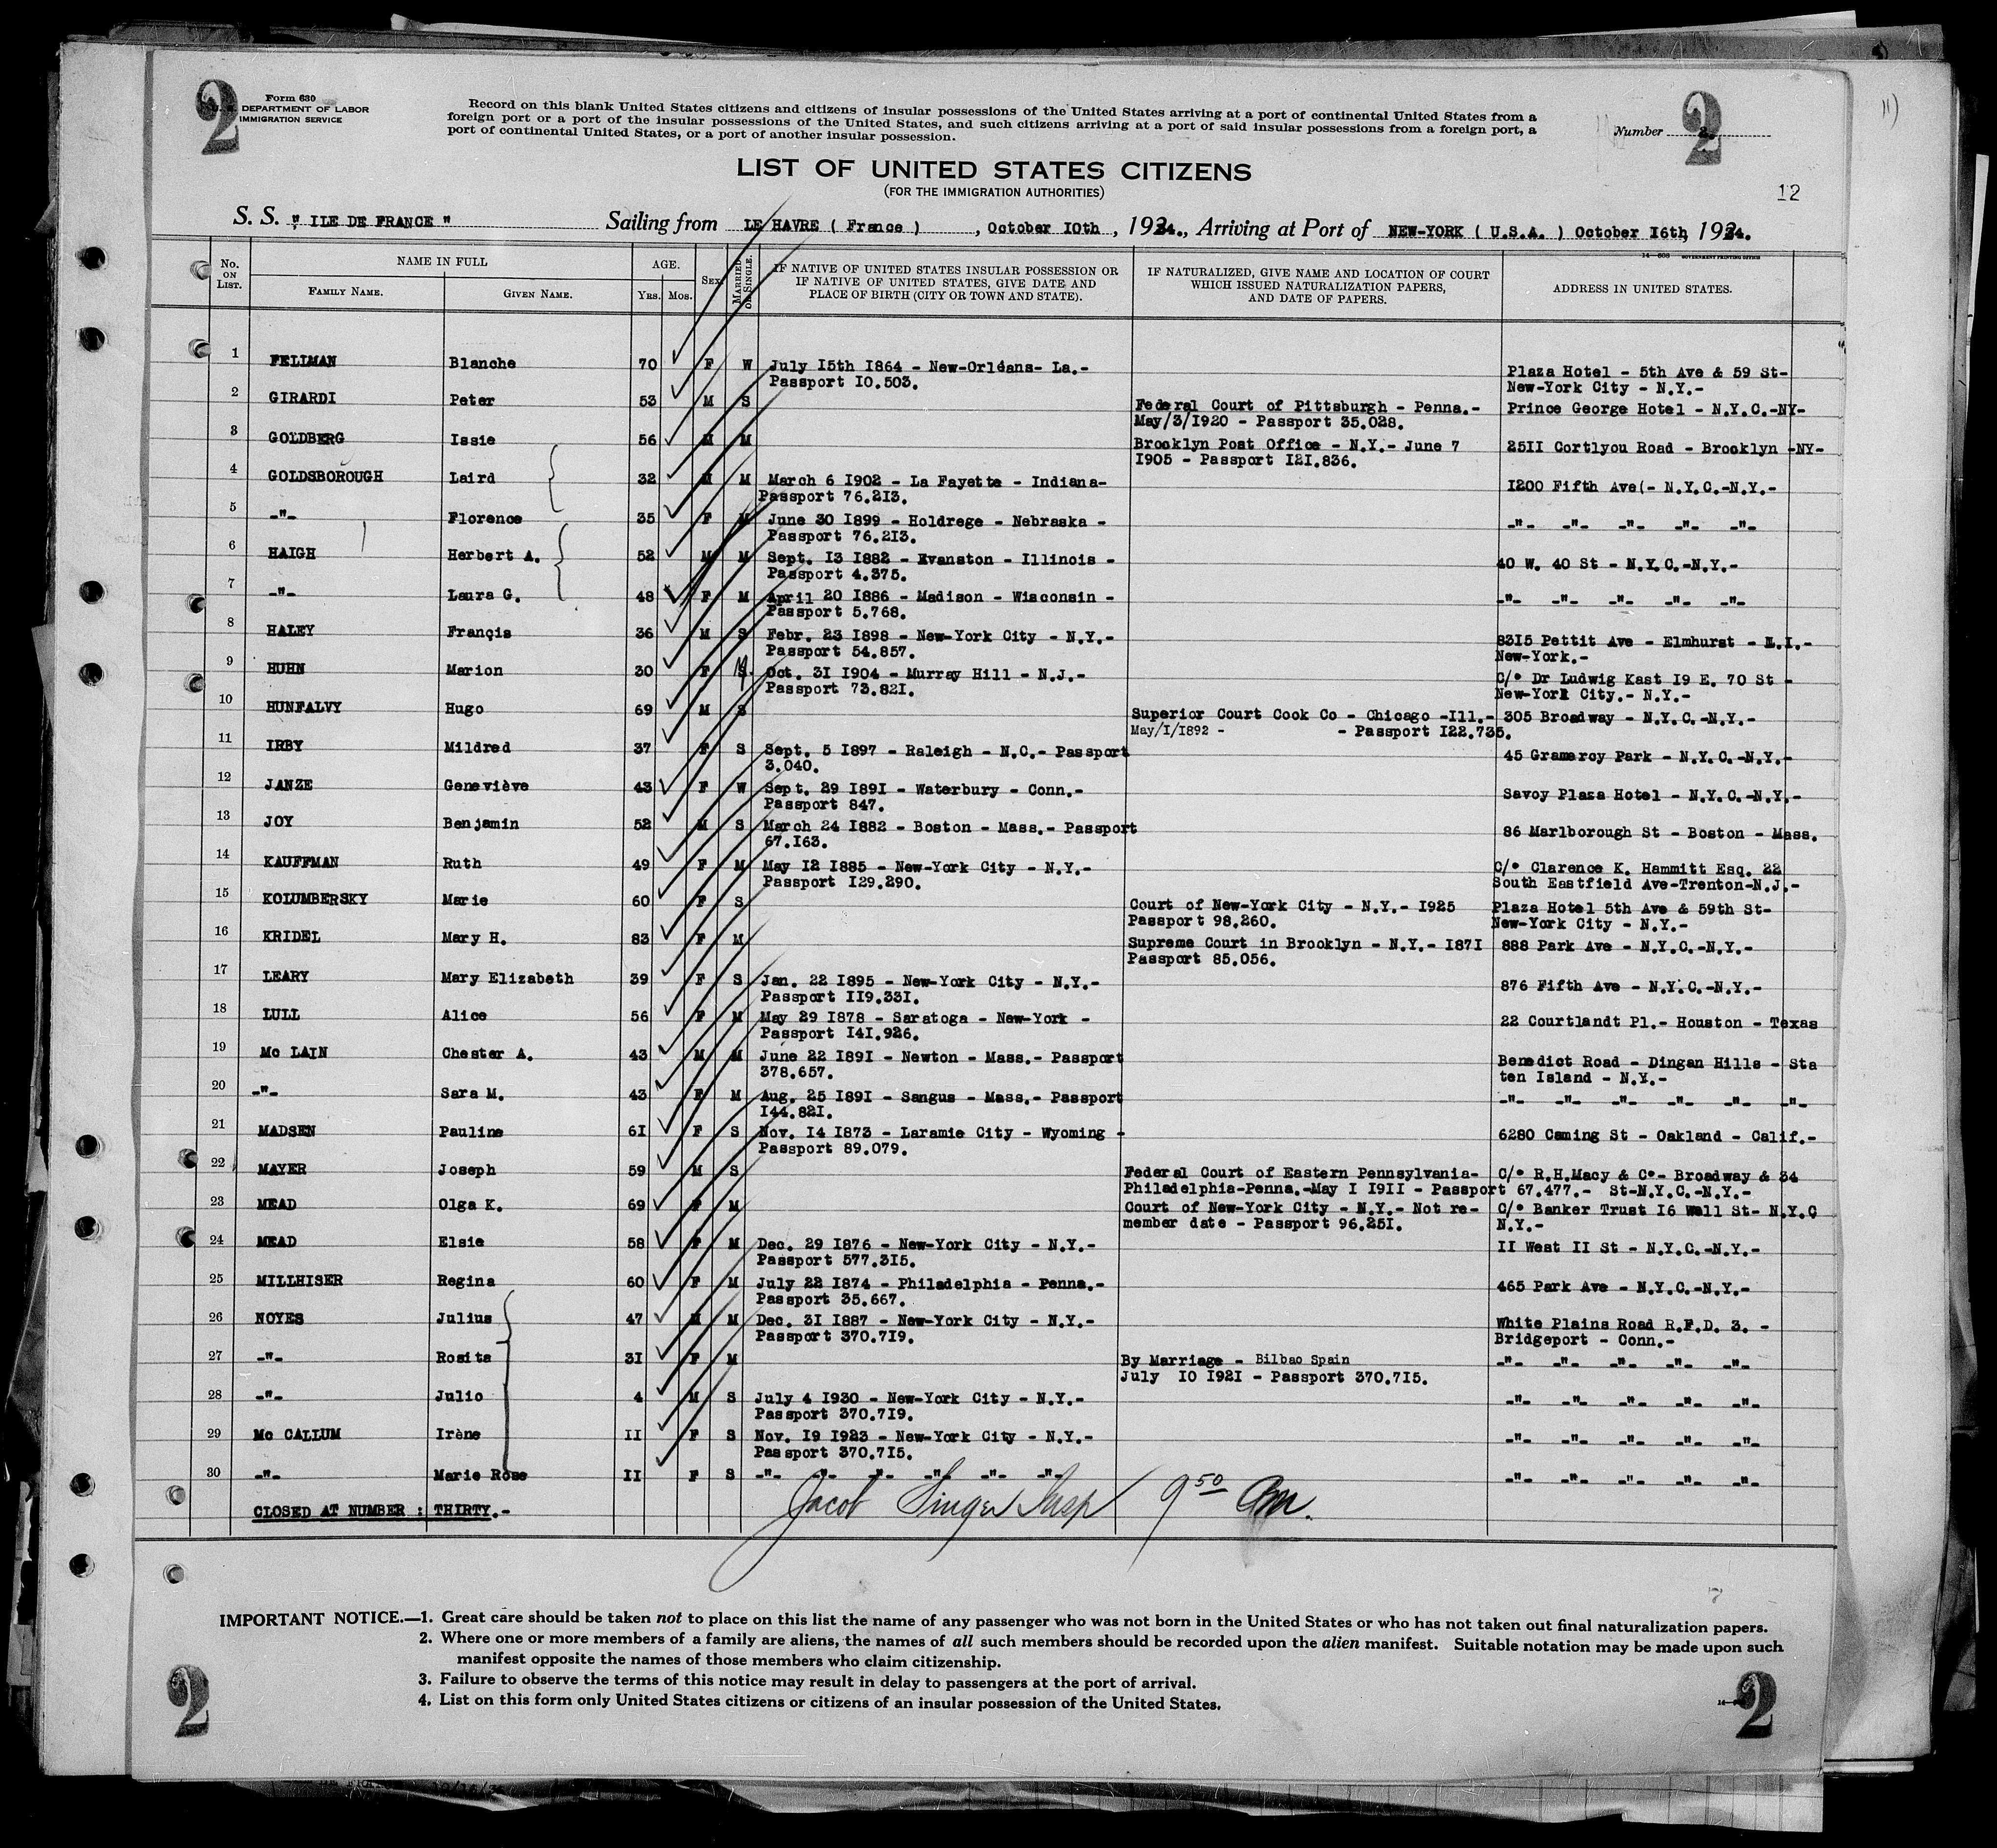 2
2
Form 630
U. S. DEPARTMENT OF LABOR
IMMIGRATION SERVICE
Record on this blank United States citizens and citizens of insular possessions of the United States arriving at a port of continental United States from a
foreign port or a port of the insular possessions of the United States, and such citizens arriving at a port of said insular possessions from a foreign port, a
port of continental United States, or a port of another insular possession.
Number 2.
11)
LIST OF UNITED STATES CITIZENS
(FOR THE IMMIGRATION AUTHORITIES)
12
S. S. " ILE DE FRANCE " Sailing from LE HAVRE ( France ) , October 10th , 1934., Arriving at Port of NEW-YORK ( U.S.A. ) October 16th, 1934.
14—608 GOVERNMENT PRINTING OFFICE
No. ON LIST. NAME IN FULL FAMILY NAME. GIVEN NAME. AGE. YRS. MOS. SEX. MARRIED OR SINGLE. IF NATIVE OF UNITED STATES INSULAR POSSESSION OR IF NATIVE OF UNITED STATES, GIVE DATE AND PLACE OF BIRTH (CITY OR TOWN AND STATE). IF NATURALIZED, GIVE NAME AND LOCATION OF COURT WHICH ISSUED NATURALIZATION PAPERS, AND DATE OF PAPERS. ADDRESS IN UNITED STATES.
1 FELLMAN Blanche 70 F W July 15th 1864 - New-Orléans- La.- Plaza Hotel - 5th Ave & 59 St-
Passport 10.503. New-York City - N.Y.-
2 GIRARDI Peter 53 M S Federal Court of Pittsburgh - Penna.- Prince George Hotel - N.Y.C.-NY-
May/3/1920 - Passport 35.028.
3 GOLDBERG Issie 56 M M Brooklyn Post Office - N.Y.- June 7 2511 Cortlyou Road - Brooklyn -NY-
1905 - Passport 121.836.
4 GOLDSBOROUGH Laird 32 M M March 6 1902 - La Fayette - Indiana- 1200 Fifth Ave(- N.Y.C.-N.Y.-
Passport 76.213.
5 -"- Florence 35 F M June 30 1899 - Holdrege - Nebraska - -"- -"- -"- -"- -"-
Passport 76.213.
6 HAIGH Herbert A. 52 M M Sept. 13 1882 - Evanston - Illinois - 40 W. 40 St - N.Y.C.-N.Y.-
Passport 4.375.
7 -"- Laura G. 48 F M April 20 1886 - Madison - Wisconsin - -"- -"- -"- -"- -"-
Passport 5.768.
8 HALEY Françis 36 M S Febr. 23 1898 - New-York City - N.Y.- 8315 Pettit Ave - Elmhurst - L.I.-
Passport 54.857. New-York.-
9 HUHN Marion 30 F S. M Oct. 31 1904 - Murray Hill - N.J.- C/° Dr Ludwig Kast 19 E. 70 St -
Passport 73.821. New-York City.- N.Y.-
10 HUNFALVY Hugo 69 M S Superior Court Cook Co - Chicago -Ill.- 305 Broadway - N.Y.C.-N.Y.-
May/1/1892 - - Passport 122.735.
11 IRBY Mildred 37 F S Sept. 5 1897 - Raleigh - N.C.- Passport 45 Gramercy Park - N.Y.C.-N.Y.-
3.040.
12 JANZE Geneviève 43 F W Sept. 29 1891 - Waterbury - Conn.- Savoy Plaza Hotel - N.Y.C.-N.Y.-
Passport 847.
13 JOY Benjamin 52 M S March 24 1882 - Boston - Mass.- Passport 86 Marlborough St - Boston - Mass.
67.163.
14 KAUFFMAN Ruth 49 F M May 12 1885 - New-York City - N.Y.- C/° Clarence K. Hammitt Esq. 22
Passport 129.290. South Eastfield Ave-Trenton-N.J.-
15 KOLUMBERSKY Marie 60 F S Court of New-York City - N.Y.- 1925 Plaza Hotel 5th Ave & 59th St-
Passport 98.260. New-York City - N.Y.-
16 KRIDEL Mary H. 83 F M Supreme Court in Brooklyn - N.Y.- 1871 888 Park Ave - N.Y.C.-N.Y.-
Passport 85.056.
17 LEARY Mary Elizabeth 39 F S Jan. 22 1895 - New-York City - N.Y.- 876 Fifth Ave - N.Y.C.-N.Y.-
Passport 119.331.
18 LULL Alice 56 F M May 29 1878 - Saratoga - New-York - 22 Courtlandt Pl.- Houston - Texas
Passport 141.926.
19 Mc LAIN Chester A. 43 M M June 22 1891 - Newton - Mass.- Passport Benedict Road - Dingan Hills - Sta
378.657. ten Island - N.Y.-
20 -"- Sara M. 43 F M Aug. 25 1891 - Sangus - Mass.- Passport -"- -"- -"- -"- -"- -"-
144.821.
21 MADSEN Pauline 61 F S Nov. 14 1873 - Laramie City - Wyoming - 6280 Caming St - Oakland - Calif.-
Passport 89.079.
22 MAYER Joseph 59 M S Federal Court of Eastern Pennsylvania- C/° R.H.Macy & C°- Broadway & 34
Philadelphia-Penna.-May 1 1911 - Passport 67.477.- St-N.Y.C.-N.Y.-
23 MEAD Olga K. 69 F M Court of New-York City - N.Y.- Not re- C/° Banker Trust 16 Wall St- N.Y.C
member date - Passport 96.251. N.Y.-
24 MEAD Elsie 58 F M Dec. 29 1876 - New-York City - N.Y.- 11 West 11 St - N.Y.C.-N.Y.-
Passport 577.315.
25 MILLHISER Regina 60 F M July 22 1874 - Philadelphia - Penna.- 465 Park Ave - N.Y.C.-N.Y.-
Passport 35.667.
26 NOYES Julius 47 M M Dec. 31 1887 - New-York City - N.Y.- White Plains Road R.F.D. 3. -
Passport 370.719. Bridgeport - Conn.-
27 -"- Rosita 31 F M By Marriage - Bilbao Spain -"- -"- -"- -"- -"-
July 10 1921 - Passport 370.715.
28 -"- Julio 4 M S July 4 1930 - New-York City - N.Y.- -"- -"- -"- -"- -"-
Passport 370.719.
29 Mc CALLUM Irène 11 F S Nov. 19 1923 - New-York City - N.Y.- -"- -"- -"- -"- -"-
Passport 370.715.
30 -"- Marie Rose 11 F S -"- -"- -"- -"- -"- -"- -"- -"- -"- -"- -"-
CLOSED AT NUMBER : THIRTY.-
Jacob Singer Insp 9 50 am.
IMPORTANT NOTICE.—1. Great care should be taken not to place on this list the name of any passenger who was not born in the United States or who has not taken out final naturalization papers.
2. Where one or more members of a family are aliens, the names of all such members should be recorded upon the alien manifest. Suitable notation may be made upon such
manifest opposite the names of those members who claim citizenship.
3. Failure to observe the terms of this notice may result in delay to passengers at the port of arrival.
4. List on this form only United States citizens or citizens of an insular possession of the United States.
2
2